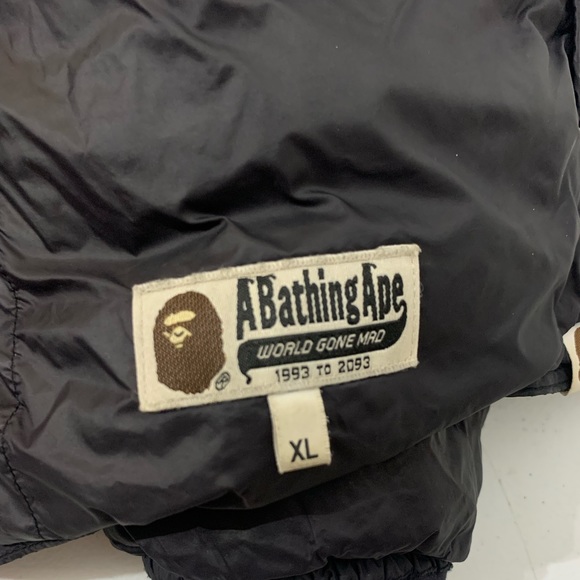 ABathingApe
WORLD GONE MAD
1993 TO 2093
XL